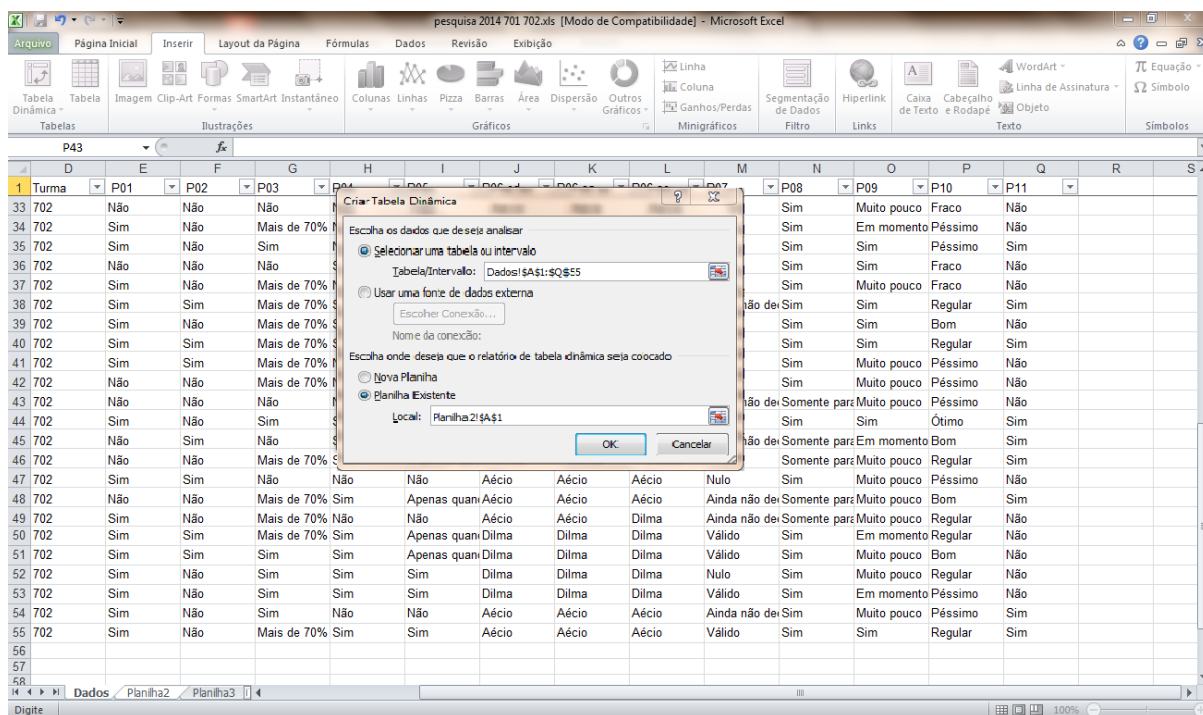 pesquisa 2014 701 702.xls [Modo de Compatibilidade] - Microsoft Excel
Arquivo Página Inicial Inserir Layout da Página Fórmulas Dados Revisão Exibição
Tabela Dinâmica Tabela Imagem Clip-Art Formas SmartArt Instantâneo Colunas Linhas Pizza Barras Área Dispersão Outros Gráficos Linha Coluna Ganhos/Perdas Segmentação de Dados Hiperlink Caixa de Texto Cabeçalho e Rodapé WordArt Linha de Assinatura Objeto Equação Símbolo
Tabelas Ilustrações Gráficos Minigráficos Filtro Links Texto Símbolos
P43 fx
D E F G H I J K L M N O P Q R S
1 Turma P01 P02 P03 P07 P08 P09 P10 P11
Criar Tabela Dinâmica
Escolha os dados que deseja analisar
Selecionar uma tabela ou intervalo
Tabela/Intervallo: Dados!$A$1:$Q$55
Usar uma fonte de dados externa
Escolher Conexão...
Nome da conexão:
Escolha onde deseja que o relatório de tabela dinâmica seja coocado
Nova Planiha
Planiha Existente
Local: Planilha2!$A$1
OK Cancelar
33 702 Não Não Não Sim Muito pouco Fraco Não
34 702 Sim Não Mais de 70% Sim Em momento Péssimo Não
35 702 Sim Não Sim Sim Sim Péssimo Sim
36 702 Não Não Não Sim Sim Fraco Não
37 702 Sim Não Mais de 70% Sim Muito pouco Fraco Não
38 702 Sim Sim Mais de 70% não de Sim Sim Regular Sim
39 702 Sim Não Mais de 70% Sim Sim Bom Não
40 702 Sim Sim Mais de 70% Sim Sim Regular Sim
41 702 Sim Sim Mais de 70% Sim Muito pouco Péssimo Não
42 702 Não Não Mais de 70% Sim Muito pouco Péssimo Não
43 702 Não Não Não não de Somente para Muito pouco Péssimo Sim
44 702 Sim Não Sim Sim Sim Ótimo Sim
45 702 Não Sim Não não de Somente para Em momento Bom Sim
46 702 Não Não Mais de 70% Somente para Muito pouco Regular Sim
47 702 Sim Sim Não Não Não Aécio Aécio Aécio Nulo Sim Muito pouco Péssimo Não
48 702 Não Não Mais de 70% Sim Apenas quan Aécio Aécio Aécio Ainda não de Somente para Muito pouco Bom Sim
49 702 Sim Não Mais de 70% Não Não Aécio Aécio Dilma Ainda não de Somente para Muito pouco Regular Não
50 702 Sim Sim Mais de 70% Sim Apenas quan Dilma Dilma Dilma Válido Sim Em momento Regular Não
51 702 Sim Sim Sim Sim Apenas quan Dilma Dilma Dilma Válido Sim Muito pouco Bom Não
52 702 Sim Não Sim Sim Sim Dilma Dilma Dilma Nulo Sim Muito pouco Regular Não
53 702 Sim Não Sim Sim Sim Dilma Dilma Dilma Válido Sim Em momento Péssimo Não
54 702 Sim Não Sim Não Não Aécio Aécio Aécio Ainda não de Sim Muito pouco Péssimo Sim
55 702 Sim Não Mais de 70% Sim Sim Aécio Aécio Aécio Válido Sim Sim Regular Sim
56
57
58
Dados Planilha2 Planilha3
Digite 100%